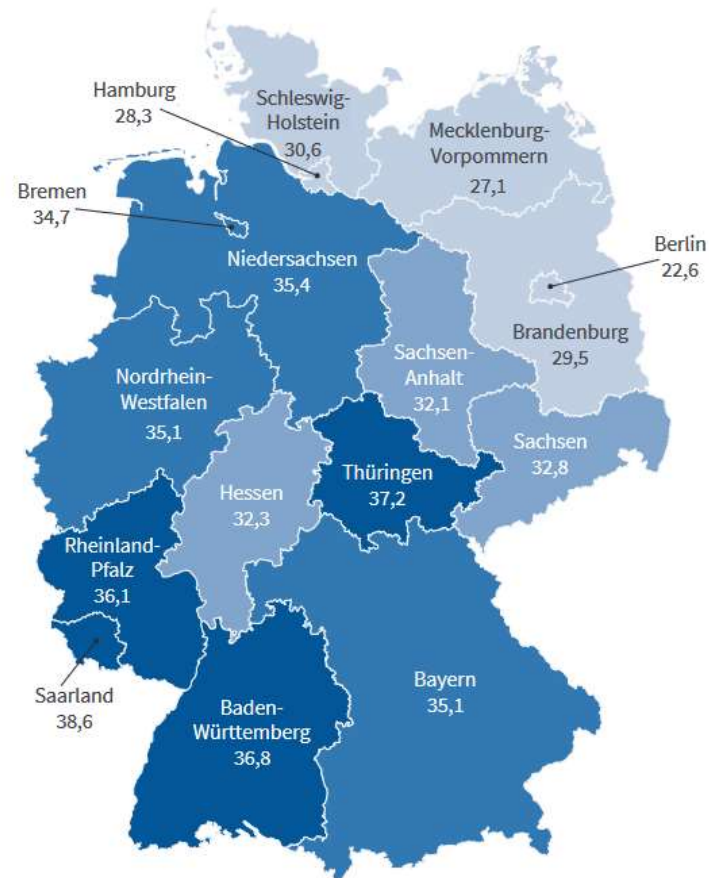 Hamburg
28,3
Schleswig-
Holstein
30,6
Mecklenburg-
Vorpommern
27,1
Bremen
34,7
Niedersachsen
35,4
Berlin
22,6
Brandenburg
29,5
Sachsen-
Anhalt
32,1
Nordrhein-
Westfalen
35,1
Sachsen
32,8
Thüringen
37,2
Hessen
32,3
Rheinland-
Pfalz
36,1
Saarland
38,6
Baden-
Württemberg
36,8
Bayern
35,1